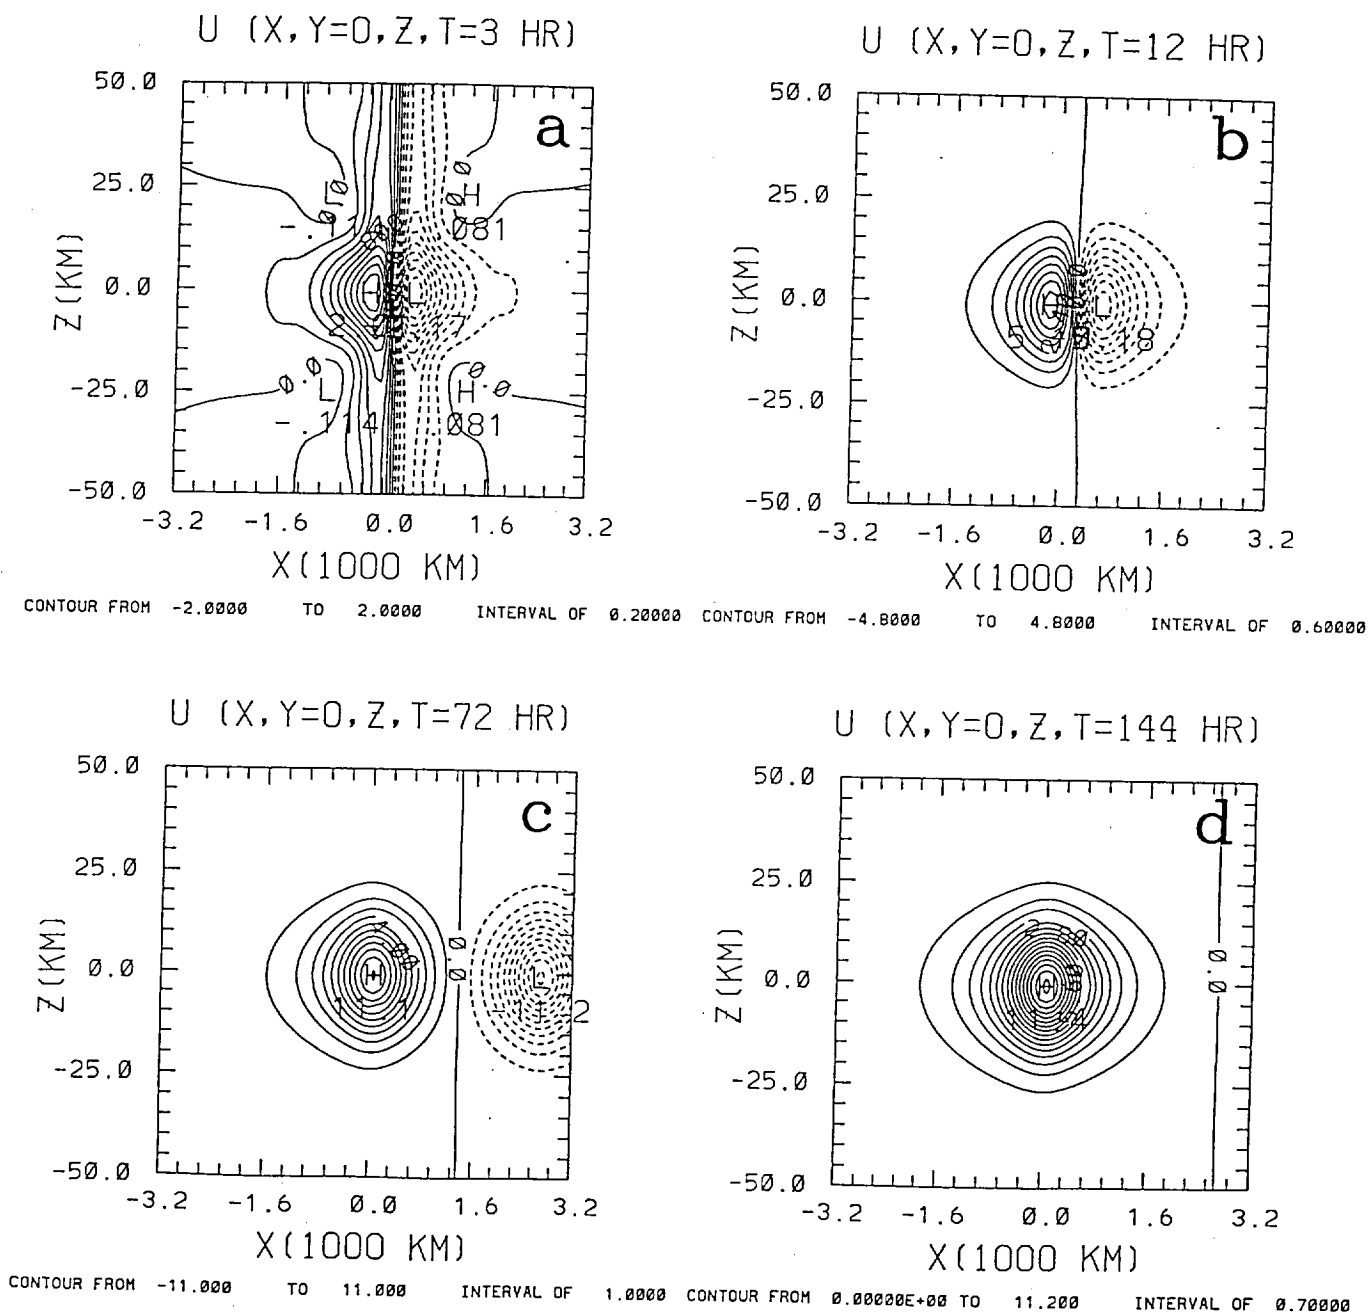 U (X,Y=0,Z,T=3 HR)
a
50.0
25.0
0.0
-25.0
-50.0
Z(KM)
-3.2 -1.6 0.0 1.6 3.2
X(1000 KM)
L
H
.081
0.0
L
H
-.114
.081
CONTOUR FROM -2.0000 TO 2.0000 INTERVAL OF 0.20000
U (X,Y=0,Z,T=12 HR)
b
50.0
25.0
0.0
-25.0
-50.0
Z(KM)
-3.2 -1.6 0.0 1.6 3.2
X(1000 KM)
L
CONTOUR FROM -4.8000 TO 4.8000 INTERVAL OF 0.60000
U (X,Y=0,Z,T=72 HR)
c
50.0
25.0
0.0
-25.0
-50.0
Z(KM)
-3.2 -1.6 0.0 1.6 3.2
X(1000 KM)
H
0.0
L
CONTOUR FROM -11.000 TO 11.000 INTERVAL OF 1.0000
U (X,Y=0,Z,T=144 HR)
d
50.0
25.0
0.0
-25.0
-50.0
Z(KM)
-3.2 -1.6 0.0 1.6 3.2
X(1000 KM)
H
0.0
CONTOUR FROM 0.00000E+00 TO 11.200 INTERVAL OF 0.70000